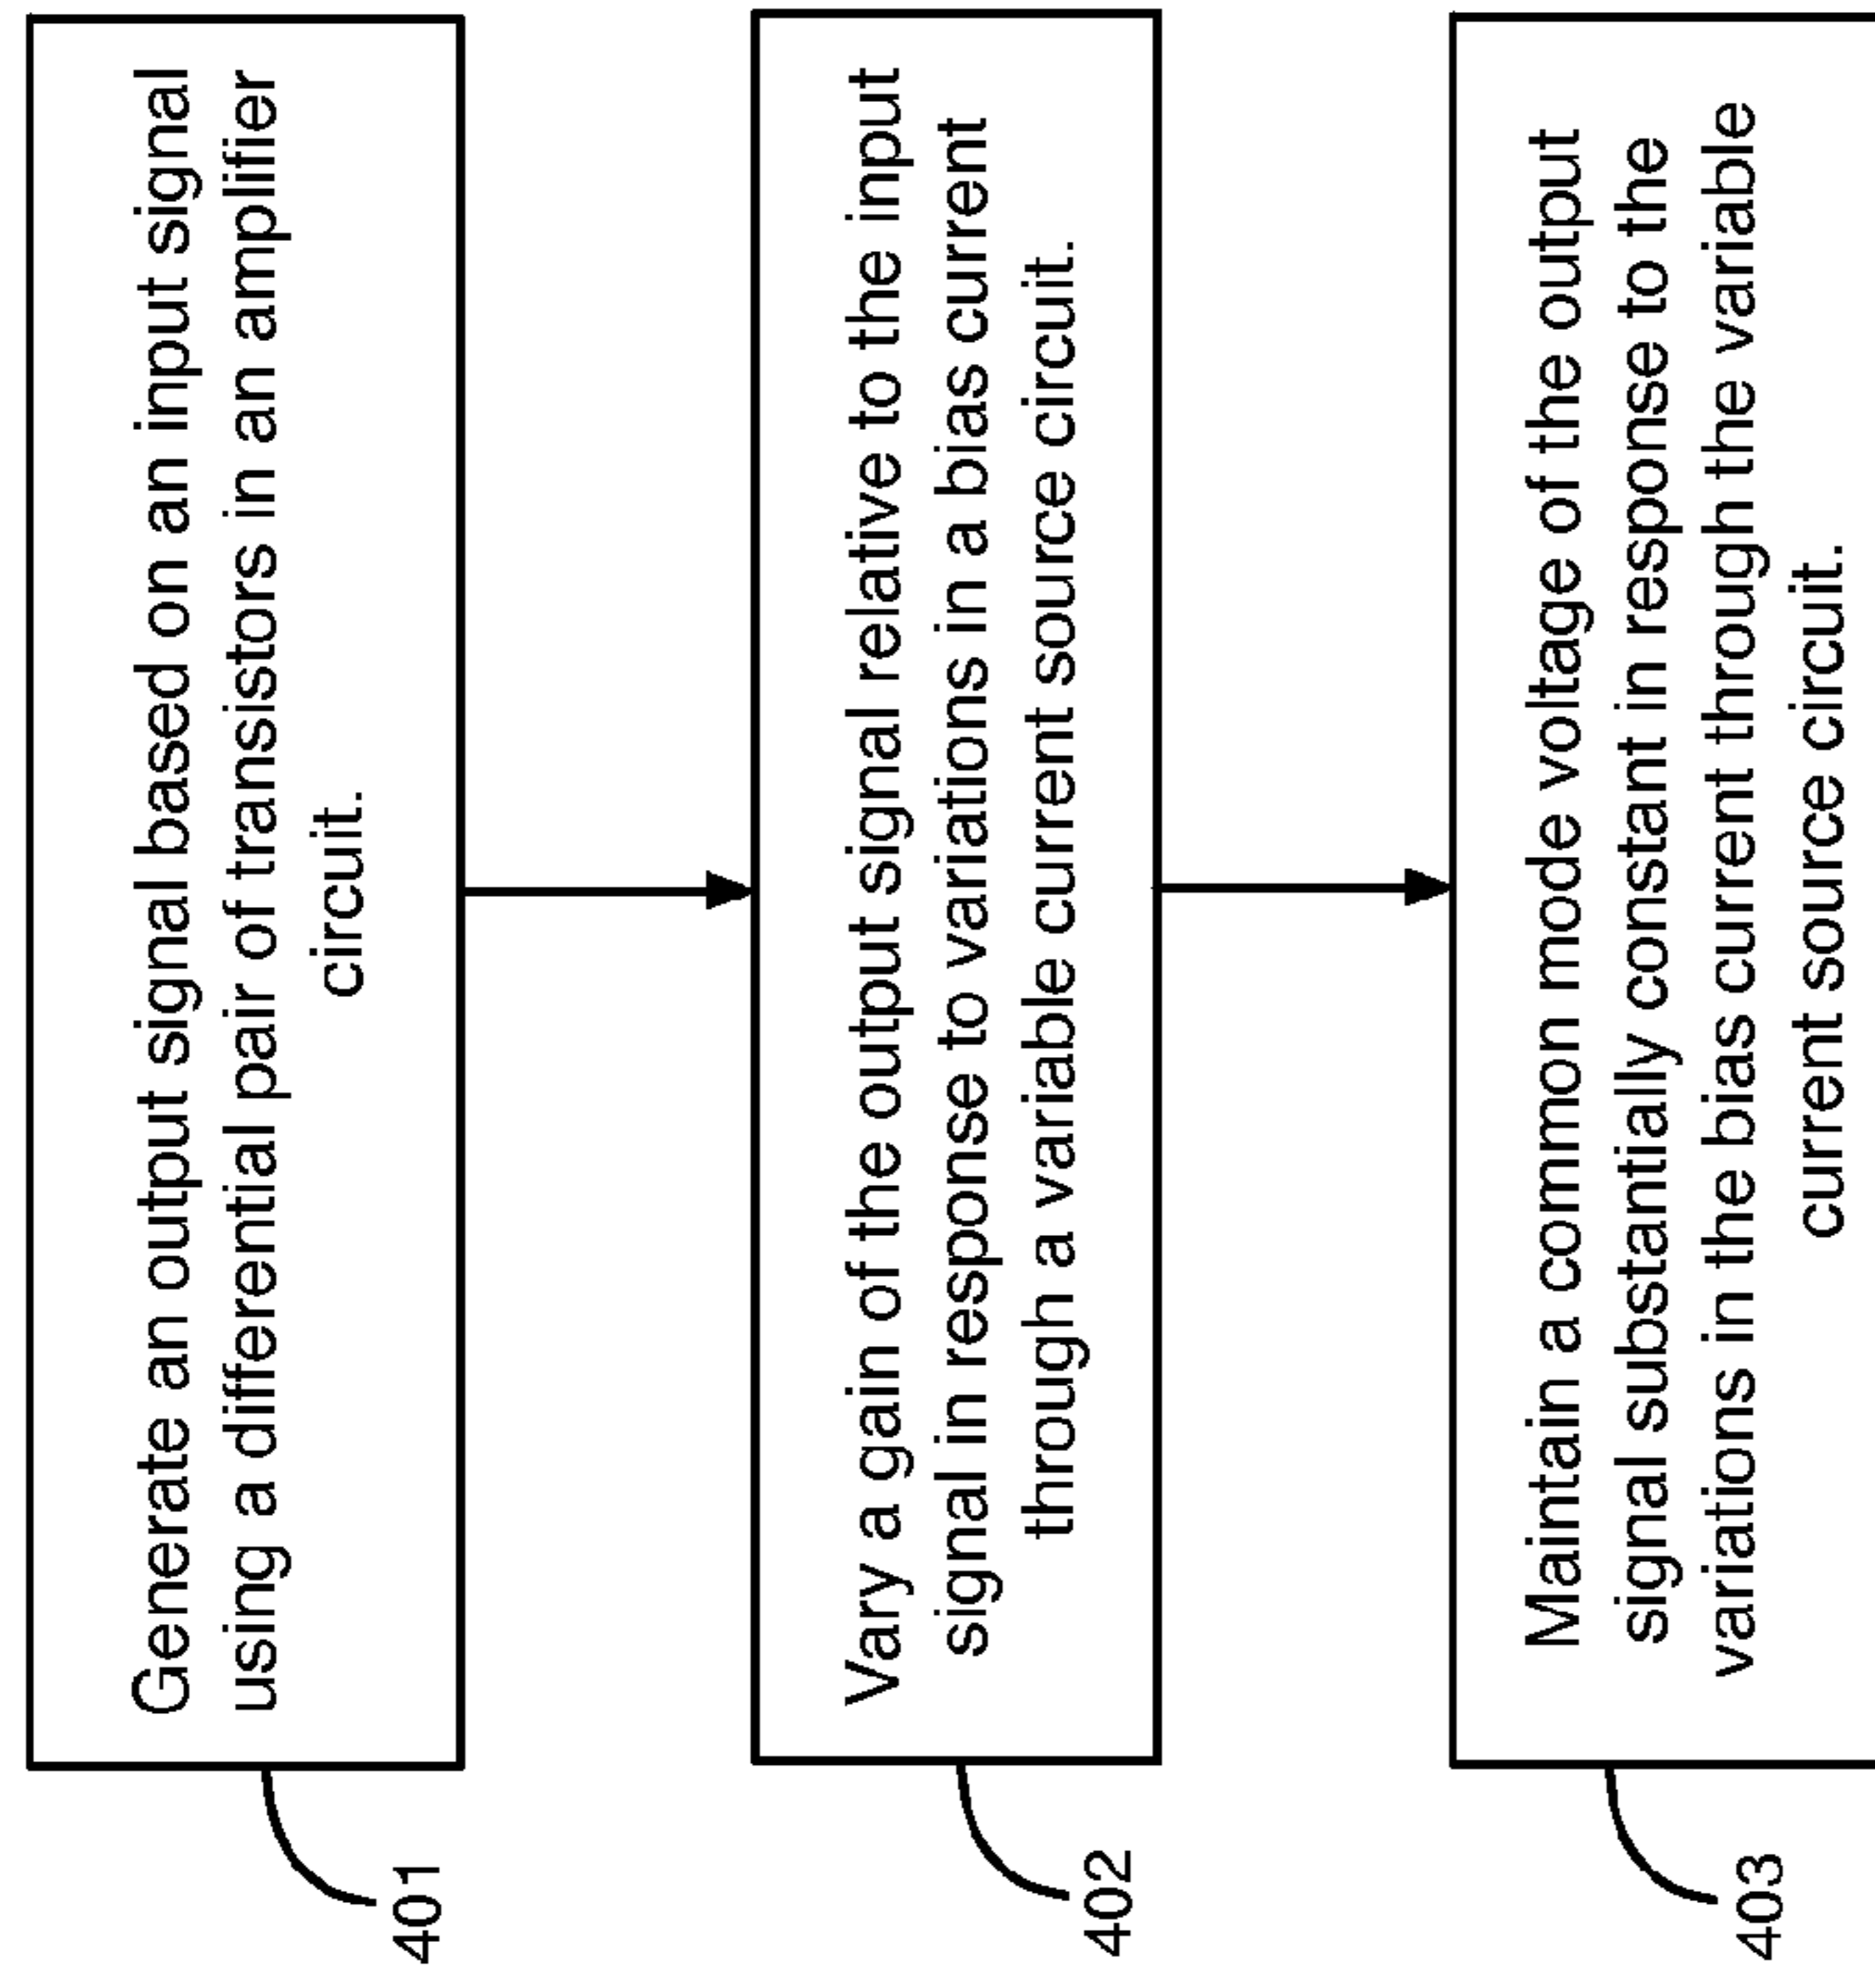 Generate an output signal based on an input signal
using a differential pair of transistors in an amplifier
circuit.
401
Vary a gain of the output signal relative to the input
signal in response to variations in a bias current
through a variable current source circuit.
402
Maintain a common mode voltage of the output
signal substantially constant in response to the
variations in the bias current through the variable
current source circuit.
403